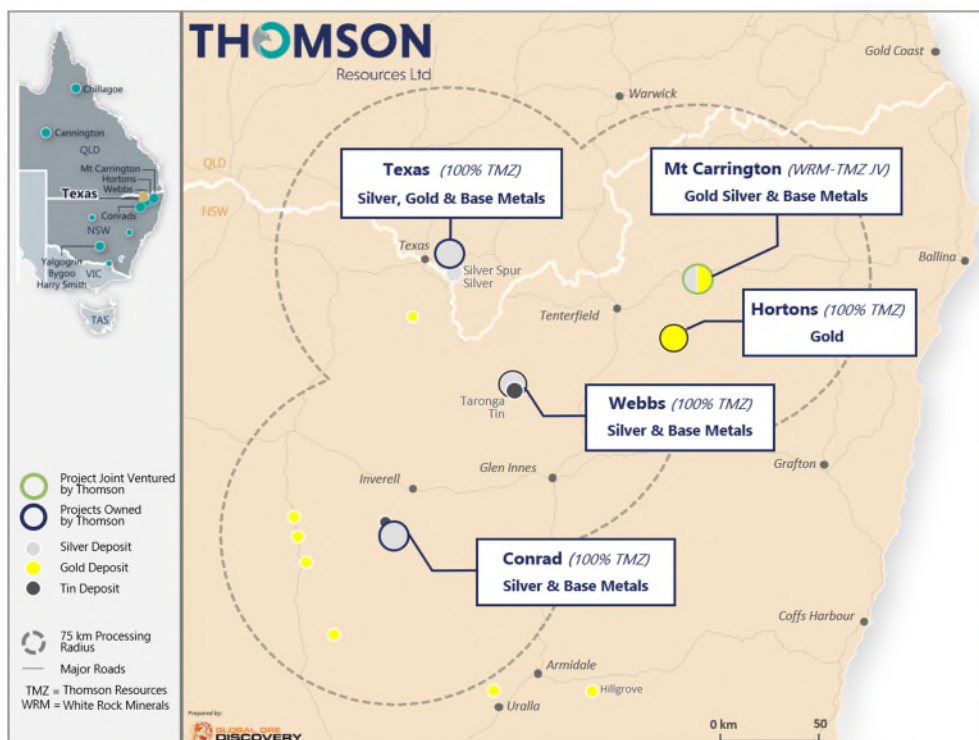 THOMSON
Resources Ltd
Chillagoe
Cannington
QLD
Mt Carrington
Hortons
Webbs
Texas
Conrads
NSW
Yalgogrin
Bygoo
Harry Smith
VIC
TAS
Project Joint Ventured
by Thomson
Projects Owned
by Thomson
Silver Deposit
Gold Deposit
Tin Deposit
75 km Processing
Radius
Major Roads
TMZ = Thomson Resources
WRM = White Rock Minerals
Prepared by:
GLOBAL ORE
DISCOVERY
Gold Coast
Warwick
QLD
NSW
Texas (100% TMZ)
Silver, Gold & Base Metals
Mt Carrington (WRM-TMZ JV)
Gold Silver & Base Metals
Texas
Silver Spur
Silver
Ballina
Tenterfield
Hortons (100% TMZ)
Gold
Taronga
Tin
Webbs (100% TMZ)
Silver & Base Metals
Grafton
Glen Innes
Inverell
Conrad (100% TMZ)
Silver & Base Metals
Coffs Harbour
Armidale
Hillgrove
Uralla
0 km 50